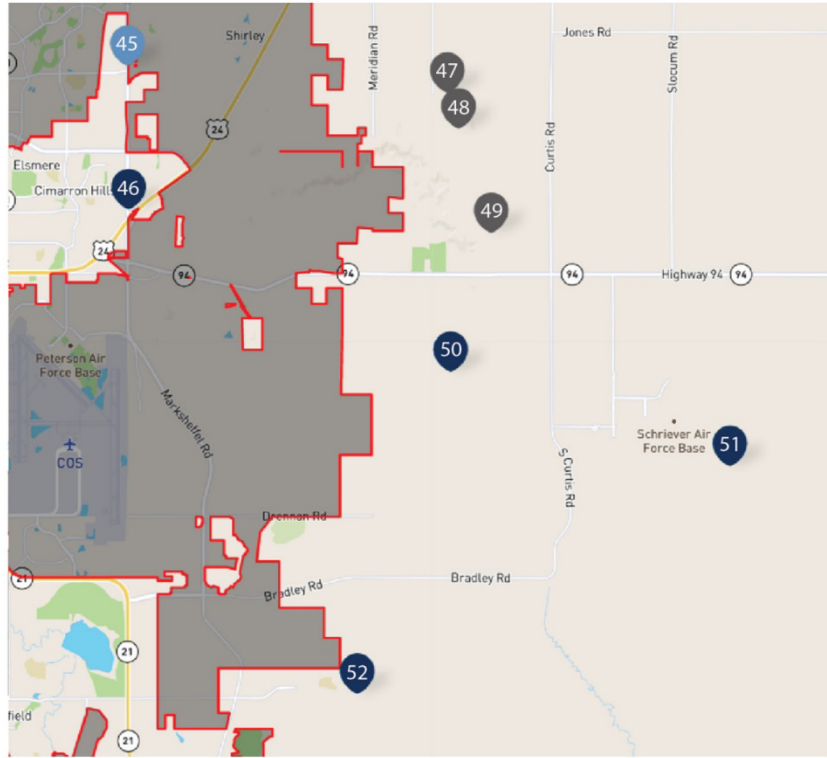 45
Shirley
Meridian Rd
47
48
Jones Rd
Slocum Rd
24
Curtis Rd
Elsmere
Cimarron Hills
46
49
24
94
94
94
Highway 94
94
50
Peterson Air
Force Base
COS
Marksheffel Rd
Schriever Air
Force Base
51
S Curtis Rd
Drennan Rd
21
Bradley Rd
Bradley Rd
21
52
field
21